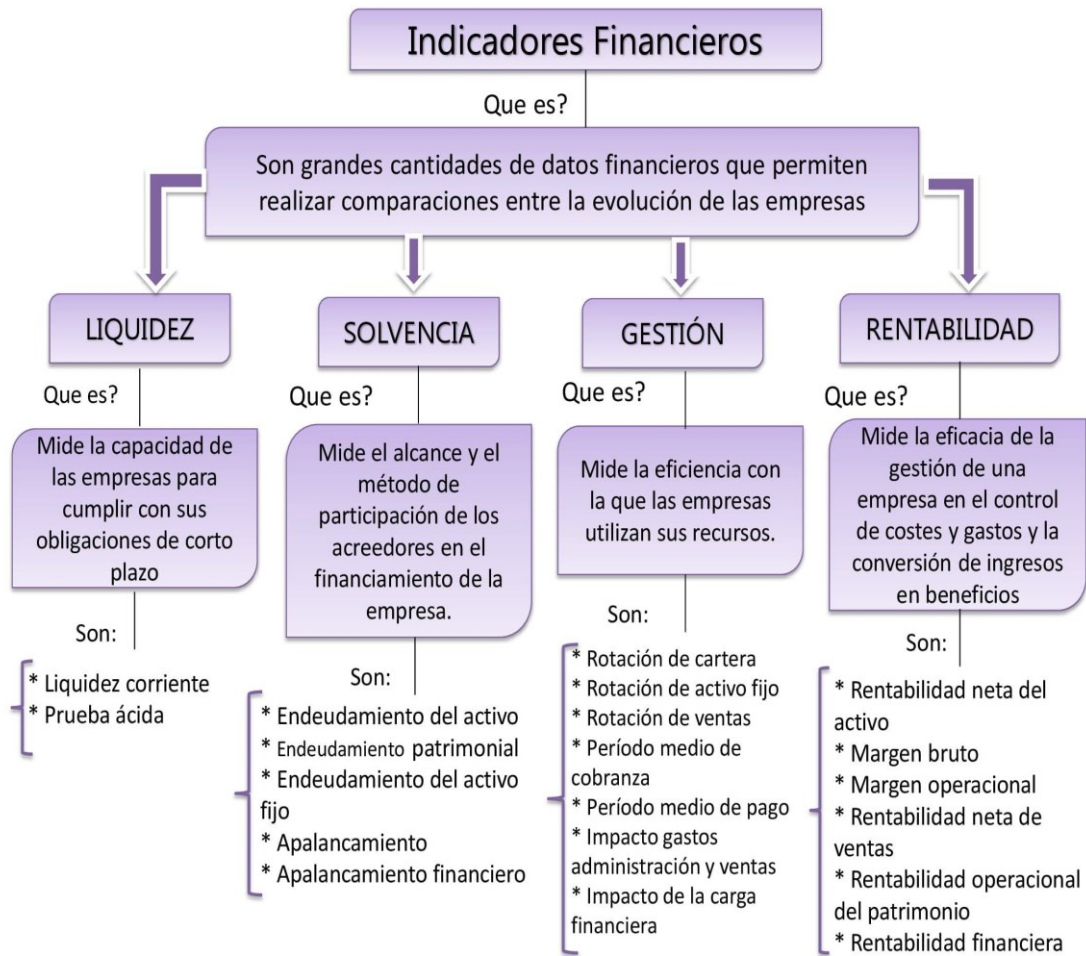 Indicadores Financieros
Que es?
Son grandes cantidades de datos financieros que permiten
realizar comparaciones entre la evolución de las empresas
LIQUIDEZ
Que es?
Mide la capacidad de
las empresas para
cumplir con sus
obligaciones de corto
plazo
Son:
* Liquidez corriente
* Prueba ácida
SOLVENCIA
Que es?
Mide el alcance y el
método de
participación de los
acreedores en el
financiamiento de la
empresa.
Son:
* Endeudamiento del activo
* Endeudamiento patrimonial
* Endeudamiento del activo
fijo
* Apalancamiento
* Apalancamiento financiero
GESTIÓN
Que es?
Mide la eficiencia con
la que las empresas
utilizan sus recursos.
Son:
* Rotación de cartera
* Rotación de activo fijo
* Rotación de ventas
* Período medio de
cobranza
* Período medio de pago
* Impacto gastos
administración y ventas
* Impacto de la carga
financiera
RENTABILIDAD
Que es?
Mide la eficacia de la
gestión de una
empresa en el control
de costes y gastos y la
conversión de ingresos
en beneficios
Son:
* Rentabilidad neta del
activo
* Margen bruto
* Margen operacional
* Rentabilidad neta de
ventas
* Rentabilidad operacional
del patrimonio
* Rentabilidad financiera